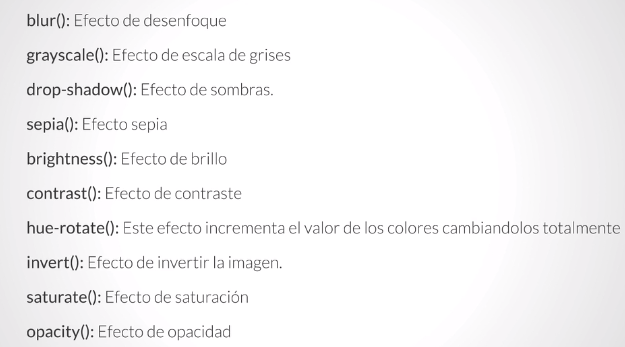 blur(): Efecto de desenfoque
grayscale(): Efecto de escala de grises
drop-shadow(): Efecto de sombras.
sepia(): Efecto sepia
brightness(): Efecto de brillo
contrast(): Efecto de contraste
hue-rotate(): Este efecto incrementa el valor de los colores cambiandolos totalmente
invert(): Efecto de invertir la imagen.
saturate(): Efecto de saturación
opacity(): Efecto de opacidad